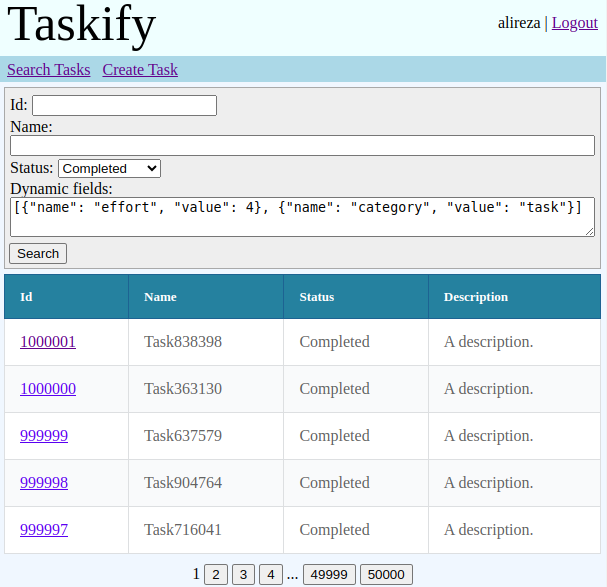 Taskify
alireza | Logout
Search Tasks Create Task
Id:
Name:
Status: Completed
Dynamic fields:
[{"name": "effort", "value": 4}, {"name": "category", "value": "task"}]
Search
Id Name Status Description
1000001 Task838398 Completed A description.
1000000 Task363130 Completed A description.
999999 Task637579 Completed A description.
999998 Task904764 Completed A description.
999997 Task716041 Completed A description.
1 2 3 4 ... 49999 50000